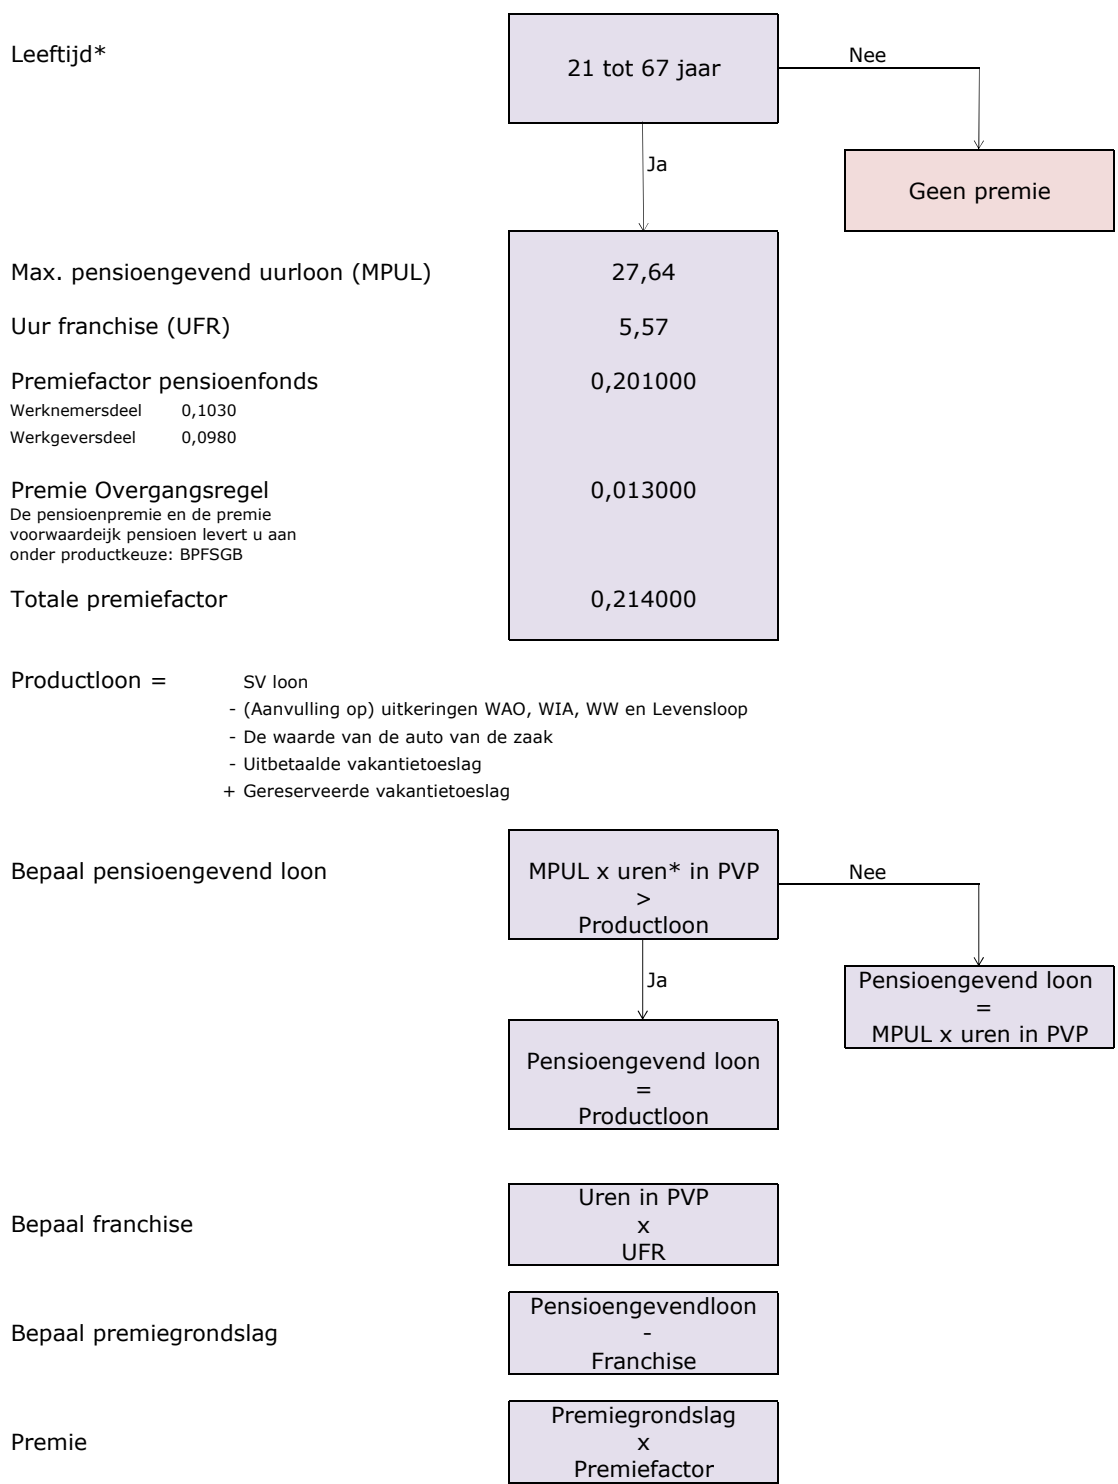 Leeftijd*
21 tot 67 jaar
Nee
Ja
Geen premie
Max. pensioengevend uurloon (MPUL)
27,64
Uur franchise (UFR)
5,57
Premiefactor pensioenfonds
0,201000
Werknemersdeel 0,1030
Werkgeversdeel 0,0980
Premie Overgangsregel
0,013000
De pensioenpremie en de premie
voorwaardeijk pensioen levert u aan
onder productkeuze: BPFSGB
Totale premiefactor
0,214000
Productloon = SV loon
- (Aanvulling op) uitkeringen WAO, WIA, WW en Levensloop
- De waarde van de auto van de zaak
- Uitbetaalde vakantietoeslag
+ Gereserveerde vakantietoeslag
Bepaal pensioengevend loon
MPUL x uren* in PVP
>
Productloon
Nee
Ja
Pensioengevend loon
=
MPUL x uren in PVP
Pensioengevend loon
=
Productloon
Bepaal franchise
Uren in PVP
x
UFR
Bepaal premiegrondslag
Pensioengevendloon
-
Franchise
Premie
Premiegrondslag
x
Premiefactor